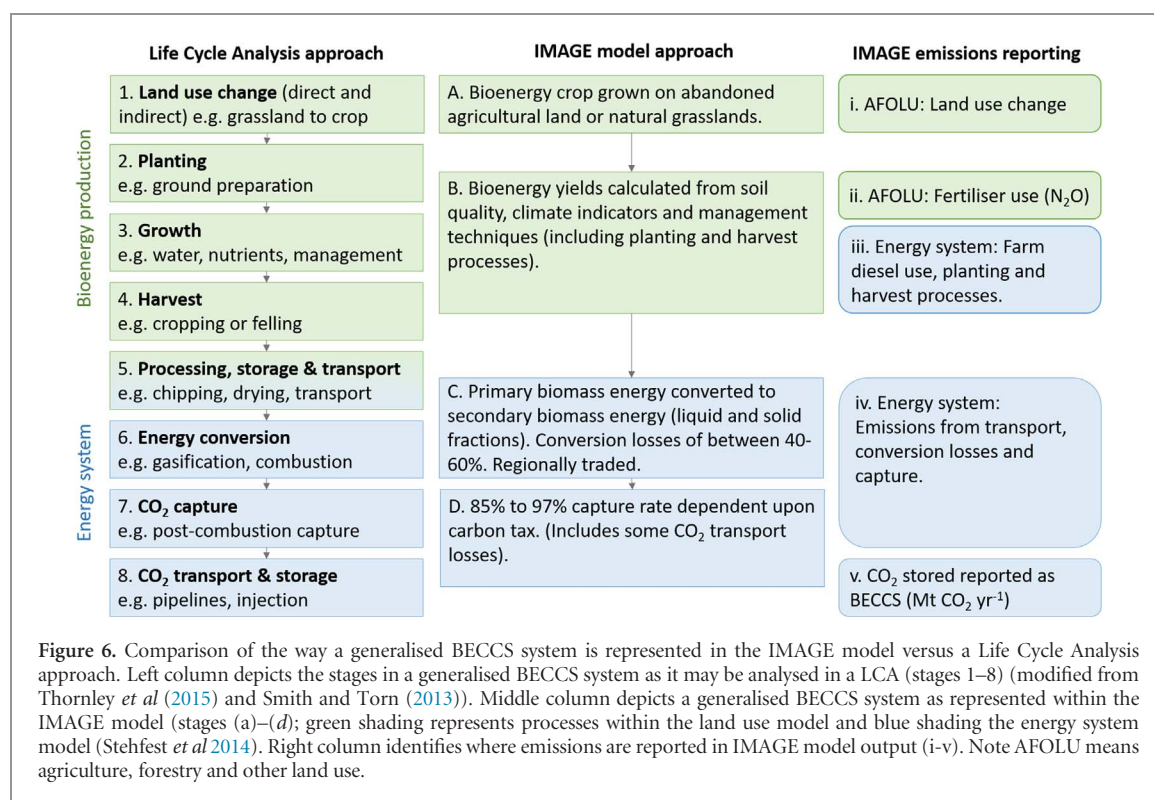 Life Cycle Analysis approach
IMAGE model approach
IMAGE emissions reporting
Bioenergy production
Energy system
1. Land use change (direct and
indirect) e.g. grassland to crop
2. Planting
e.g. ground preparation
3. Growth
e.g. water, nutrients, management
4. Harvest
e.g. cropping or felling
5. Processing, storage & transport
e.g. chipping, drying, transport
6. Energy conversion
e.g. gasification, combustion
7. CO₂ capture
e.g. post-combustion capture
8. CO₂ transport & storage
e.g. pipelines, injection
A. Bioenergy crop grown on abandoned
agricultural land or natural grasslands.
B. Bioenergy yields calculated from soil
quality, climate indicators and management
techniques (including planting and harvest
processes).
C. Primary biomass energy converted to
secondary biomass energy (liquid and solid
fractions). Conversion losses of between 40-
60%. Regionally traded.
D. 85% to 97% capture rate dependent upon
carbon tax. (Includes some CO₂ transport
losses).
i. AFOLU: Land use change
ii. AFOLU: Fertiliser use (N₂O)
iii. Energy system: Farm
diesel use, planting and
harvest processes.
iv. Energy system:
Emissions from transport,
conversion losses and
capture.
v. CO₂ stored reported as
BECCS (Mt CO₂ yr⁻¹)
Figure 6. Comparison of the way a generalised BECCS system is represented in the IMAGE model versus a Life Cycle Analysis
approach. Left column depicts the stages in a generalised BECCS system as it may be analysed in a LCA (stages 1–8) (modified from
Thornley et al (2015) and Smith and Torn (2013)). Middle column depicts a generalised BECCS system as represented within the
IMAGE model (stages (a)–(d); green shading represents processes within the land use model and blue shading the energy system
model (Stehfest et al 2014). Right column identifies where emissions are reported in IMAGE model output (i-v). Note AFOLU means
agriculture, forestry and other land use.